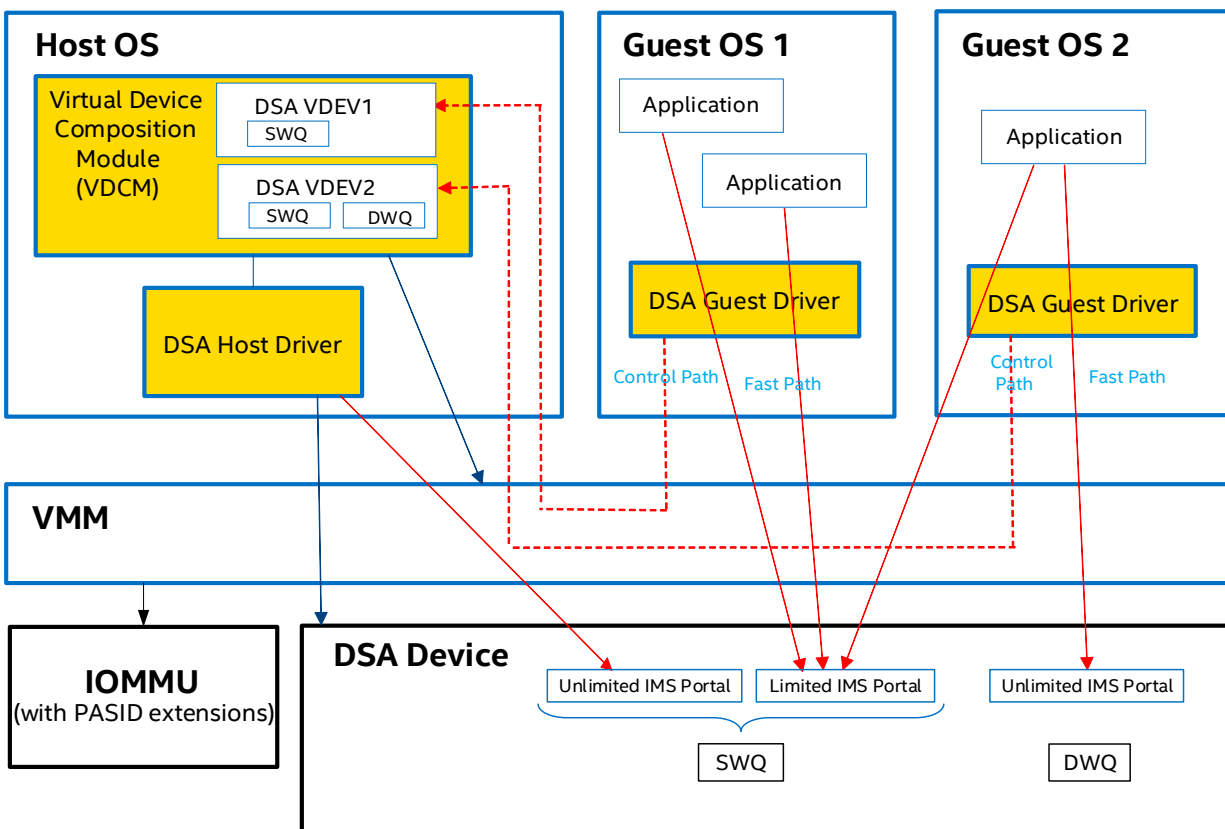 Host OS
Virtual Device
Composition
Module
(VDCM)
DSA VDEV1
SWQ
DSA VDEV2
SWQ
DWQ
DSA Host Driver
Guest OS 1
Application
Application
DSA Guest Driver
Control Path
Fast Path
Guest OS 2
Application
DSA Guest Driver
Control
Path
Fast Path
VMM
IOMMU
(with PASID extensions)
DSA Device
Unlimited IMS Portal
Limited IMS Portal
Unlimited IMS Portal
SWQ
DWQ